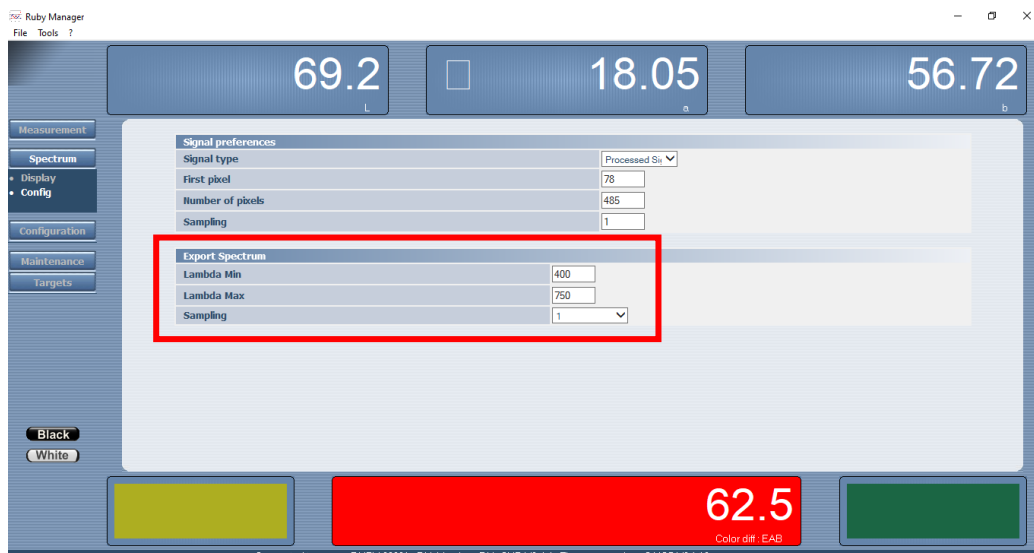 Ruby Manager
File Tools ?
69.2
L
18.05
a
56.72
b
Measurement
Spectrum
Display
Config
Configuration
Maintenance
Targets
Black
White
Signal preferences
Signal type
Processed Si
First pixel
78
Number of pixels
485
Sampling
1
Export Spectrum
Lambda Min
400
Lambda Max
750
Sampling
1
62.5
Color diff : EAB